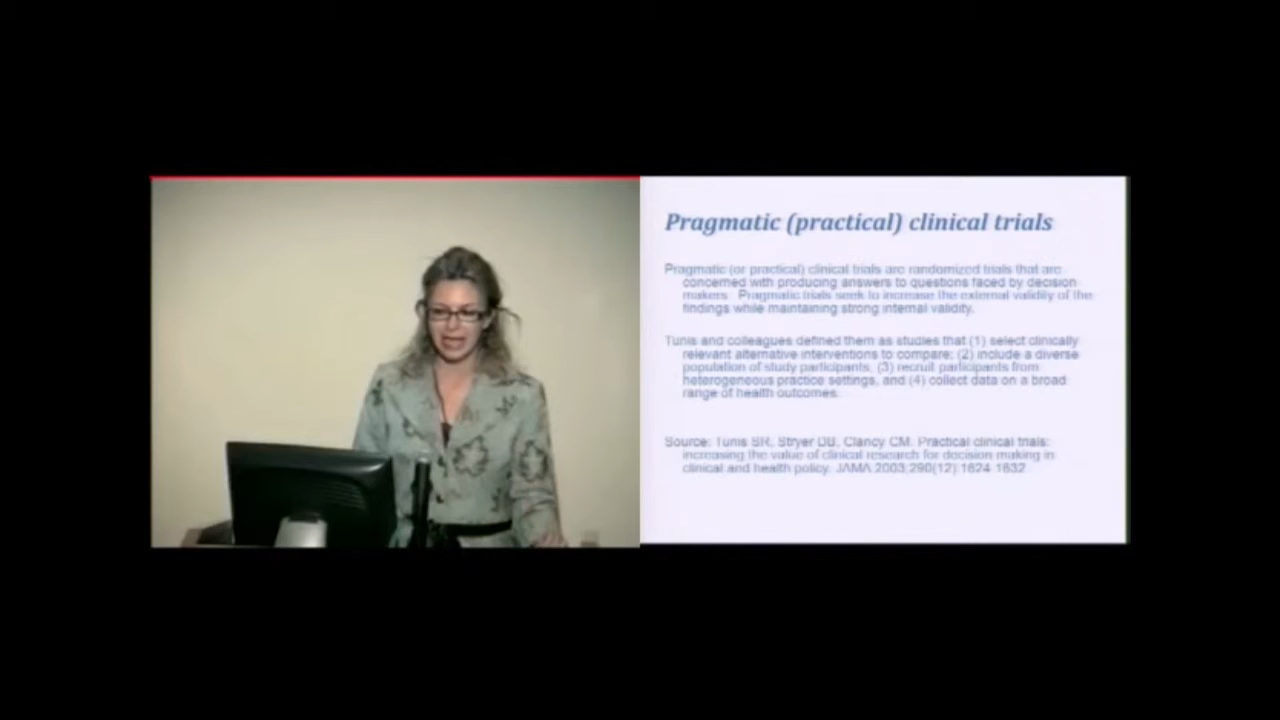 Pragmatic (practical) clinical trials
Pragmatic (or practical) clinical trials are randomized trials that are
concerned with producing answers to questions faced by decision
makers. Pragmatic trials seek to increase the external validity of the
findings while maintaining strong internal validity.
Tunis and colleagues defined them as studies that (1) select clinically
relevant alternative interventions to compare; (2) include a diverse
population of study participants, (3) recruit participants from
heterogeneous practice settings, and (4) collect data on a broad
range of health outcomes.
Source: Tunis SR, Stryer DB, Clancy CM. Practical clinical trials:
increasing the value of clinical research for decision making in
clinical and health policy. JAMA 2003;290(12):1624-1632